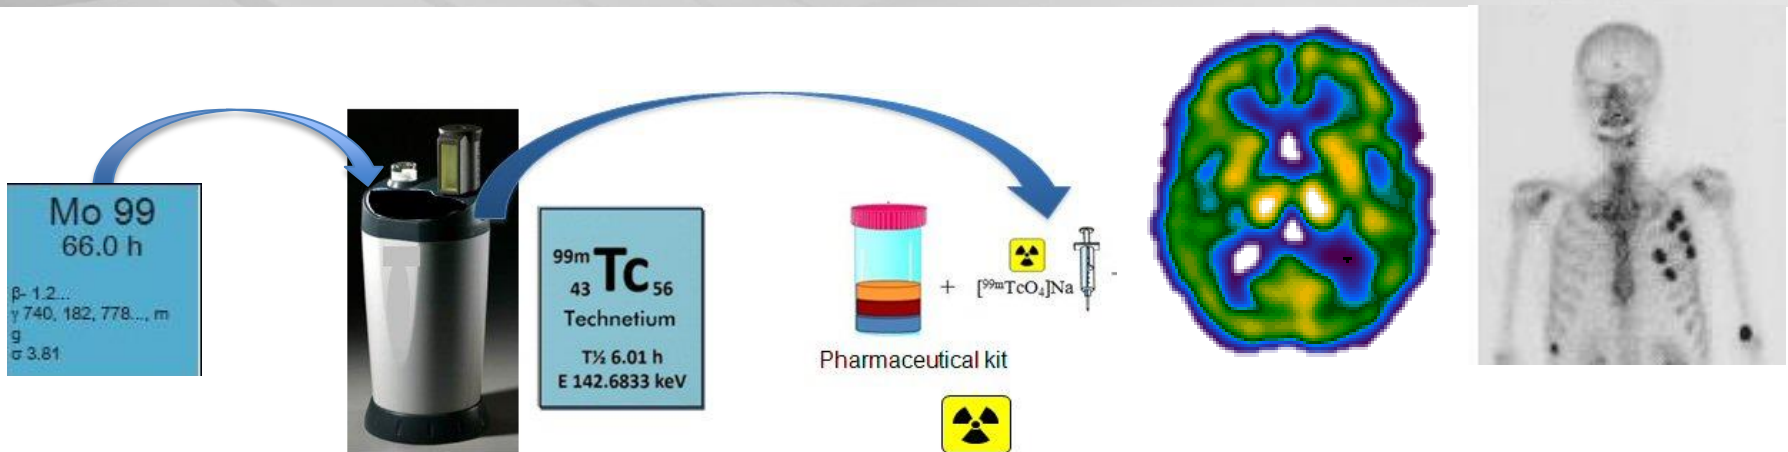 Mo 99
66.0 h
β- 1.2...
γ 740, 182, 778..., m
g
σ 3.81
99m Tc
43 56
Technetium
T½ 6.01 h
E 142.6833 keV
+ [⁹⁹ᵐTcO₄]Na
Pharmaceutical kit